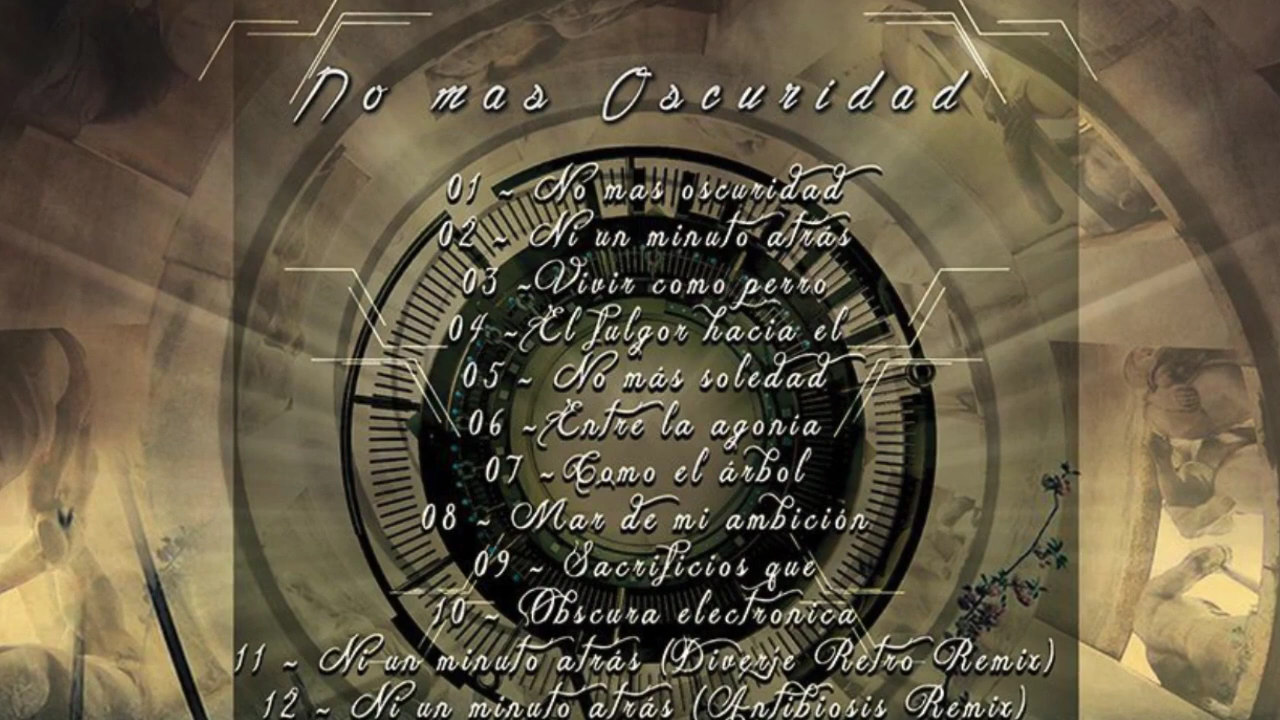 No mas Oscuridad
01 ~ No mas oscuridad
02 ~ Ni un minuto atrás
03 ~Vivir como perro
04 ~El fulgor hacia el
05 ~ No más soledad
06 ~Entre la agonia
07 ~Como el árbol
08 ~ Mar de mi ambición
09 ~ Sacrificios que
10 ~ Obscura electronica
11 ~ Ni un minuto atrás (Diverje Retro Remix)
12 ~ Ni un minuto atrás (Antibiosis Remix)